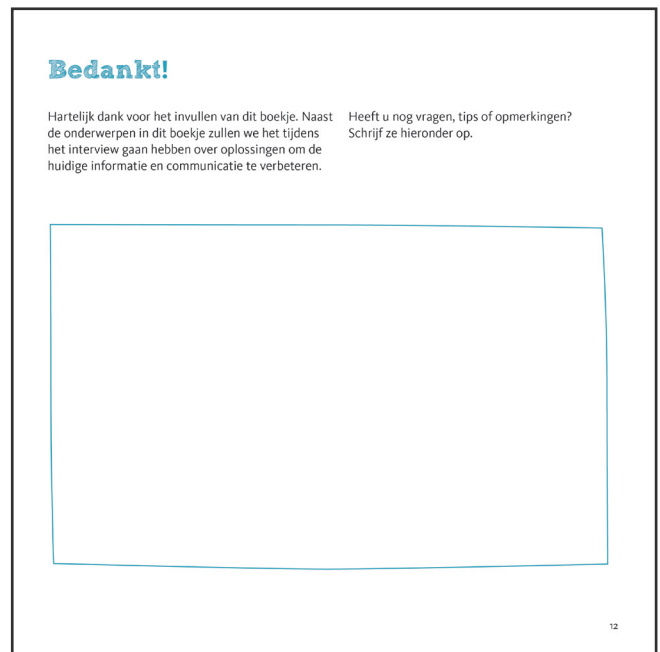 Bedankt!
Hartelijk dank voor het invullen van dit boekje. Naast
de onderwerpen in dit boekje zullen we het tijdens
het interview gaan hebben over oplossingen om de
huidige informatie en communicatie te verbeteren.
Heeft u nog vragen, tips of opmerkingen?
Schrijf ze hieronder op.
12